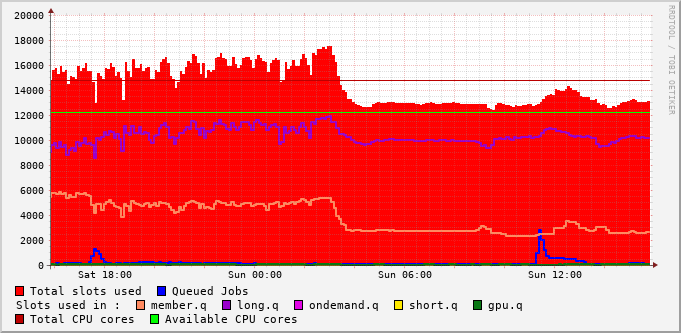 20000
18000
16000
14000
12000
10000
8000
6000
4000
2000
0
Sat 18:00 Sun 00:00 Sun 06:00 Sun 12:00
Total slots used Queued Jobs
Slots used in : member.q long.q ondemand.q short.q gpu.q
Total CPU cores Available CPU cores
RRDTOOL / TOBI OETIKER